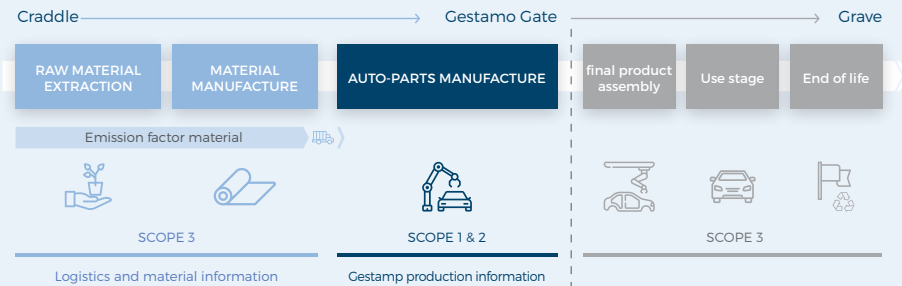 Craddle
Gestamo Gate
Grave
RAW MATERIAL
EXTRACTION
MATERIAL
MANUFACTURE
AUTO-PARTS MANUFACTURE
final product
assembly
Use stage
End of life
Emission factor material
SCOPE 3
SCOPE 1 & 2
SCOPE 3
Logistics and material information
Gestamp production information